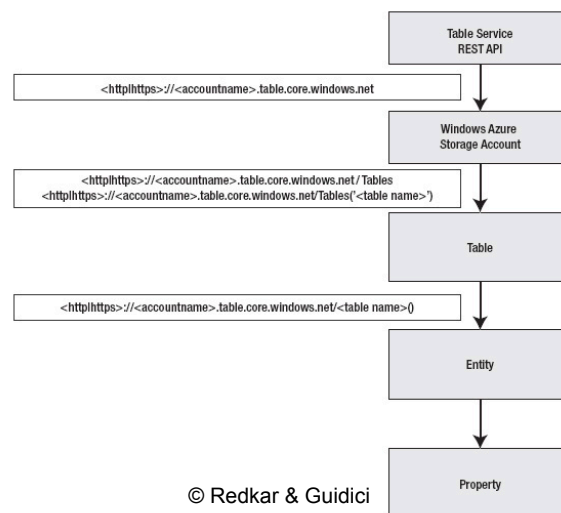 Table Service
REST API
<http|https>://<accountname>.table.core.windows.net
Windows Azure
Storage Account
<http|https>://<accountname>.table.core.windows.net / Tables
<http|https>://<accountname>.table.core.windows.net/Tables('<table name>')
Table
<http|https>://<accountname>.table.core.windows.net/<table name>()
Entity
Property
© Redkar & Guidici